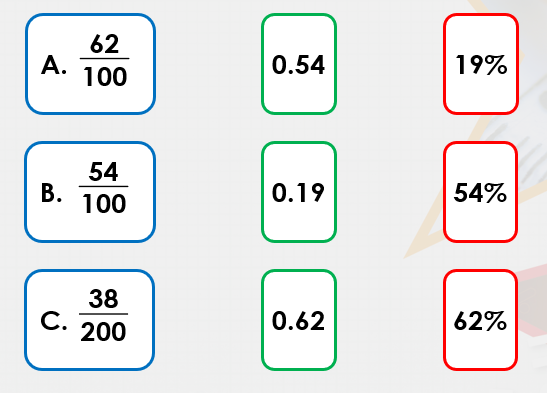 A. 62/100 0.54 19%
B. 54/100 0.19 54%
C. 38/200 0.62 62%